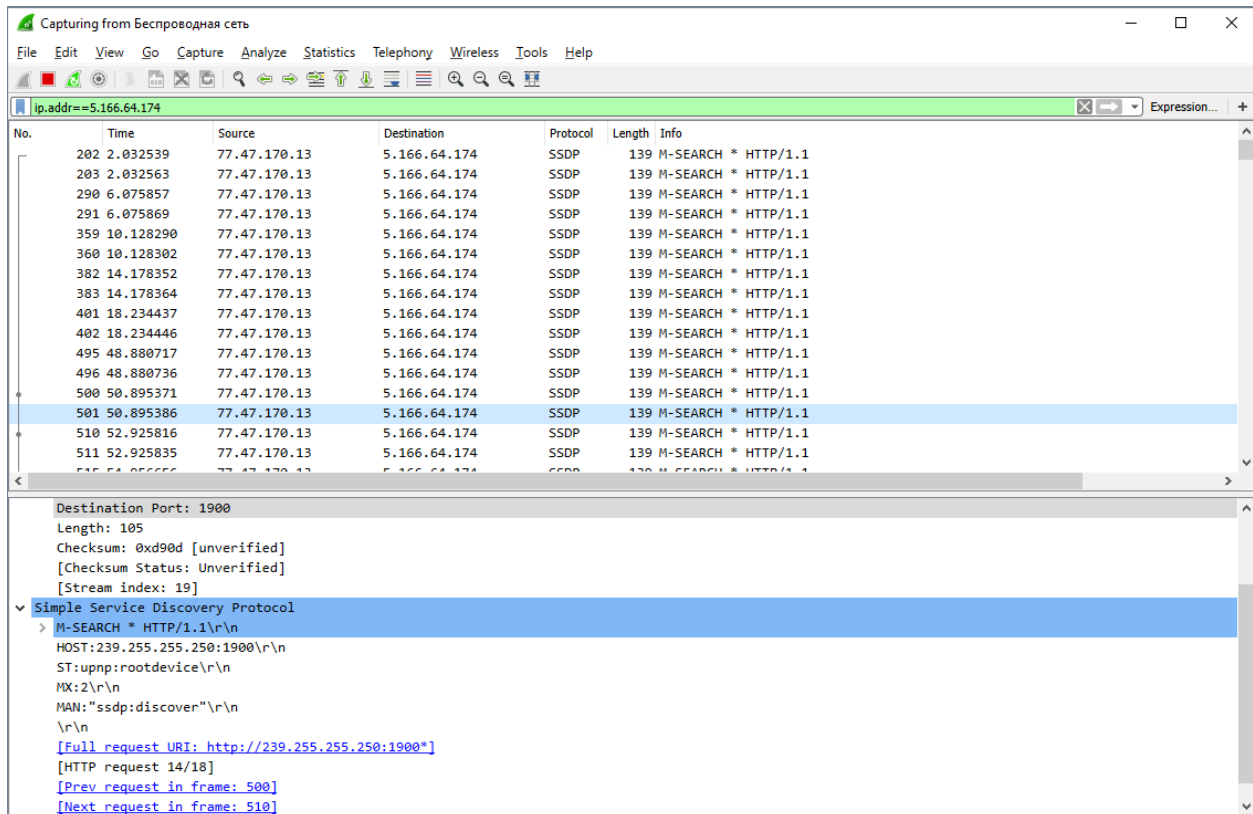 Capturing from Беспроводная сеть
File Edit View Go Capture Analyze Statistics Telephony Wireless Tools Help
ip.addr==5.166.64.174 Expression... +
No. Time Source Destination Protocol Length Info
202 2.032539 77.47.170.13 5.166.64.174 SSDP 139 M-SEARCH * HTTP/1.1
203 2.032563 77.47.170.13 5.166.64.174 SSDP 139 M-SEARCH * HTTP/1.1
290 6.075857 77.47.170.13 5.166.64.174 SSDP 139 M-SEARCH * HTTP/1.1
291 6.075869 77.47.170.13 5.166.64.174 SSDP 139 M-SEARCH * HTTP/1.1
359 10.128290 77.47.170.13 5.166.64.174 SSDP 139 M-SEARCH * HTTP/1.1
360 10.128302 77.47.170.13 5.166.64.174 SSDP 139 M-SEARCH * HTTP/1.1
382 14.178352 77.47.170.13 5.166.64.174 SSDP 139 M-SEARCH * HTTP/1.1
383 14.178364 77.47.170.13 5.166.64.174 SSDP 139 M-SEARCH * HTTP/1.1
401 18.234437 77.47.170.13 5.166.64.174 SSDP 139 M-SEARCH * HTTP/1.1
402 18.234446 77.47.170.13 5.166.64.174 SSDP 139 M-SEARCH * HTTP/1.1
495 48.880717 77.47.170.13 5.166.64.174 SSDP 139 M-SEARCH * HTTP/1.1
496 48.880736 77.47.170.13 5.166.64.174 SSDP 139 M-SEARCH * HTTP/1.1
500 50.895371 77.47.170.13 5.166.64.174 SSDP 139 M-SEARCH * HTTP/1.1
501 50.895386 77.47.170.13 5.166.64.174 SSDP 139 M-SEARCH * HTTP/1.1
510 52.925816 77.47.170.13 5.166.64.174 SSDP 139 M-SEARCH * HTTP/1.1
511 52.925835 77.47.170.13 5.166.64.174 SSDP 139 M-SEARCH * HTTP/1.1
Destination Port: 1900
Length: 105
Checksum: 0xd90d [unverified]
[Checksum Status: Unverified]
[Stream index: 19]
Simple Service Discovery Protocol
M-SEARCH * HTTP/1.1\r\n
HOST:239.255.255.250:1900\r\n
ST:upnp:rootdevice\r\n
MX:2\r\n
MAN:"ssdp:discover"\r\n
\r\n
[Full request URI: http://239.255.255.250:1900*]
[HTTP request 14/18]
[Prev request in frame: 500]
[Next request in frame: 510]